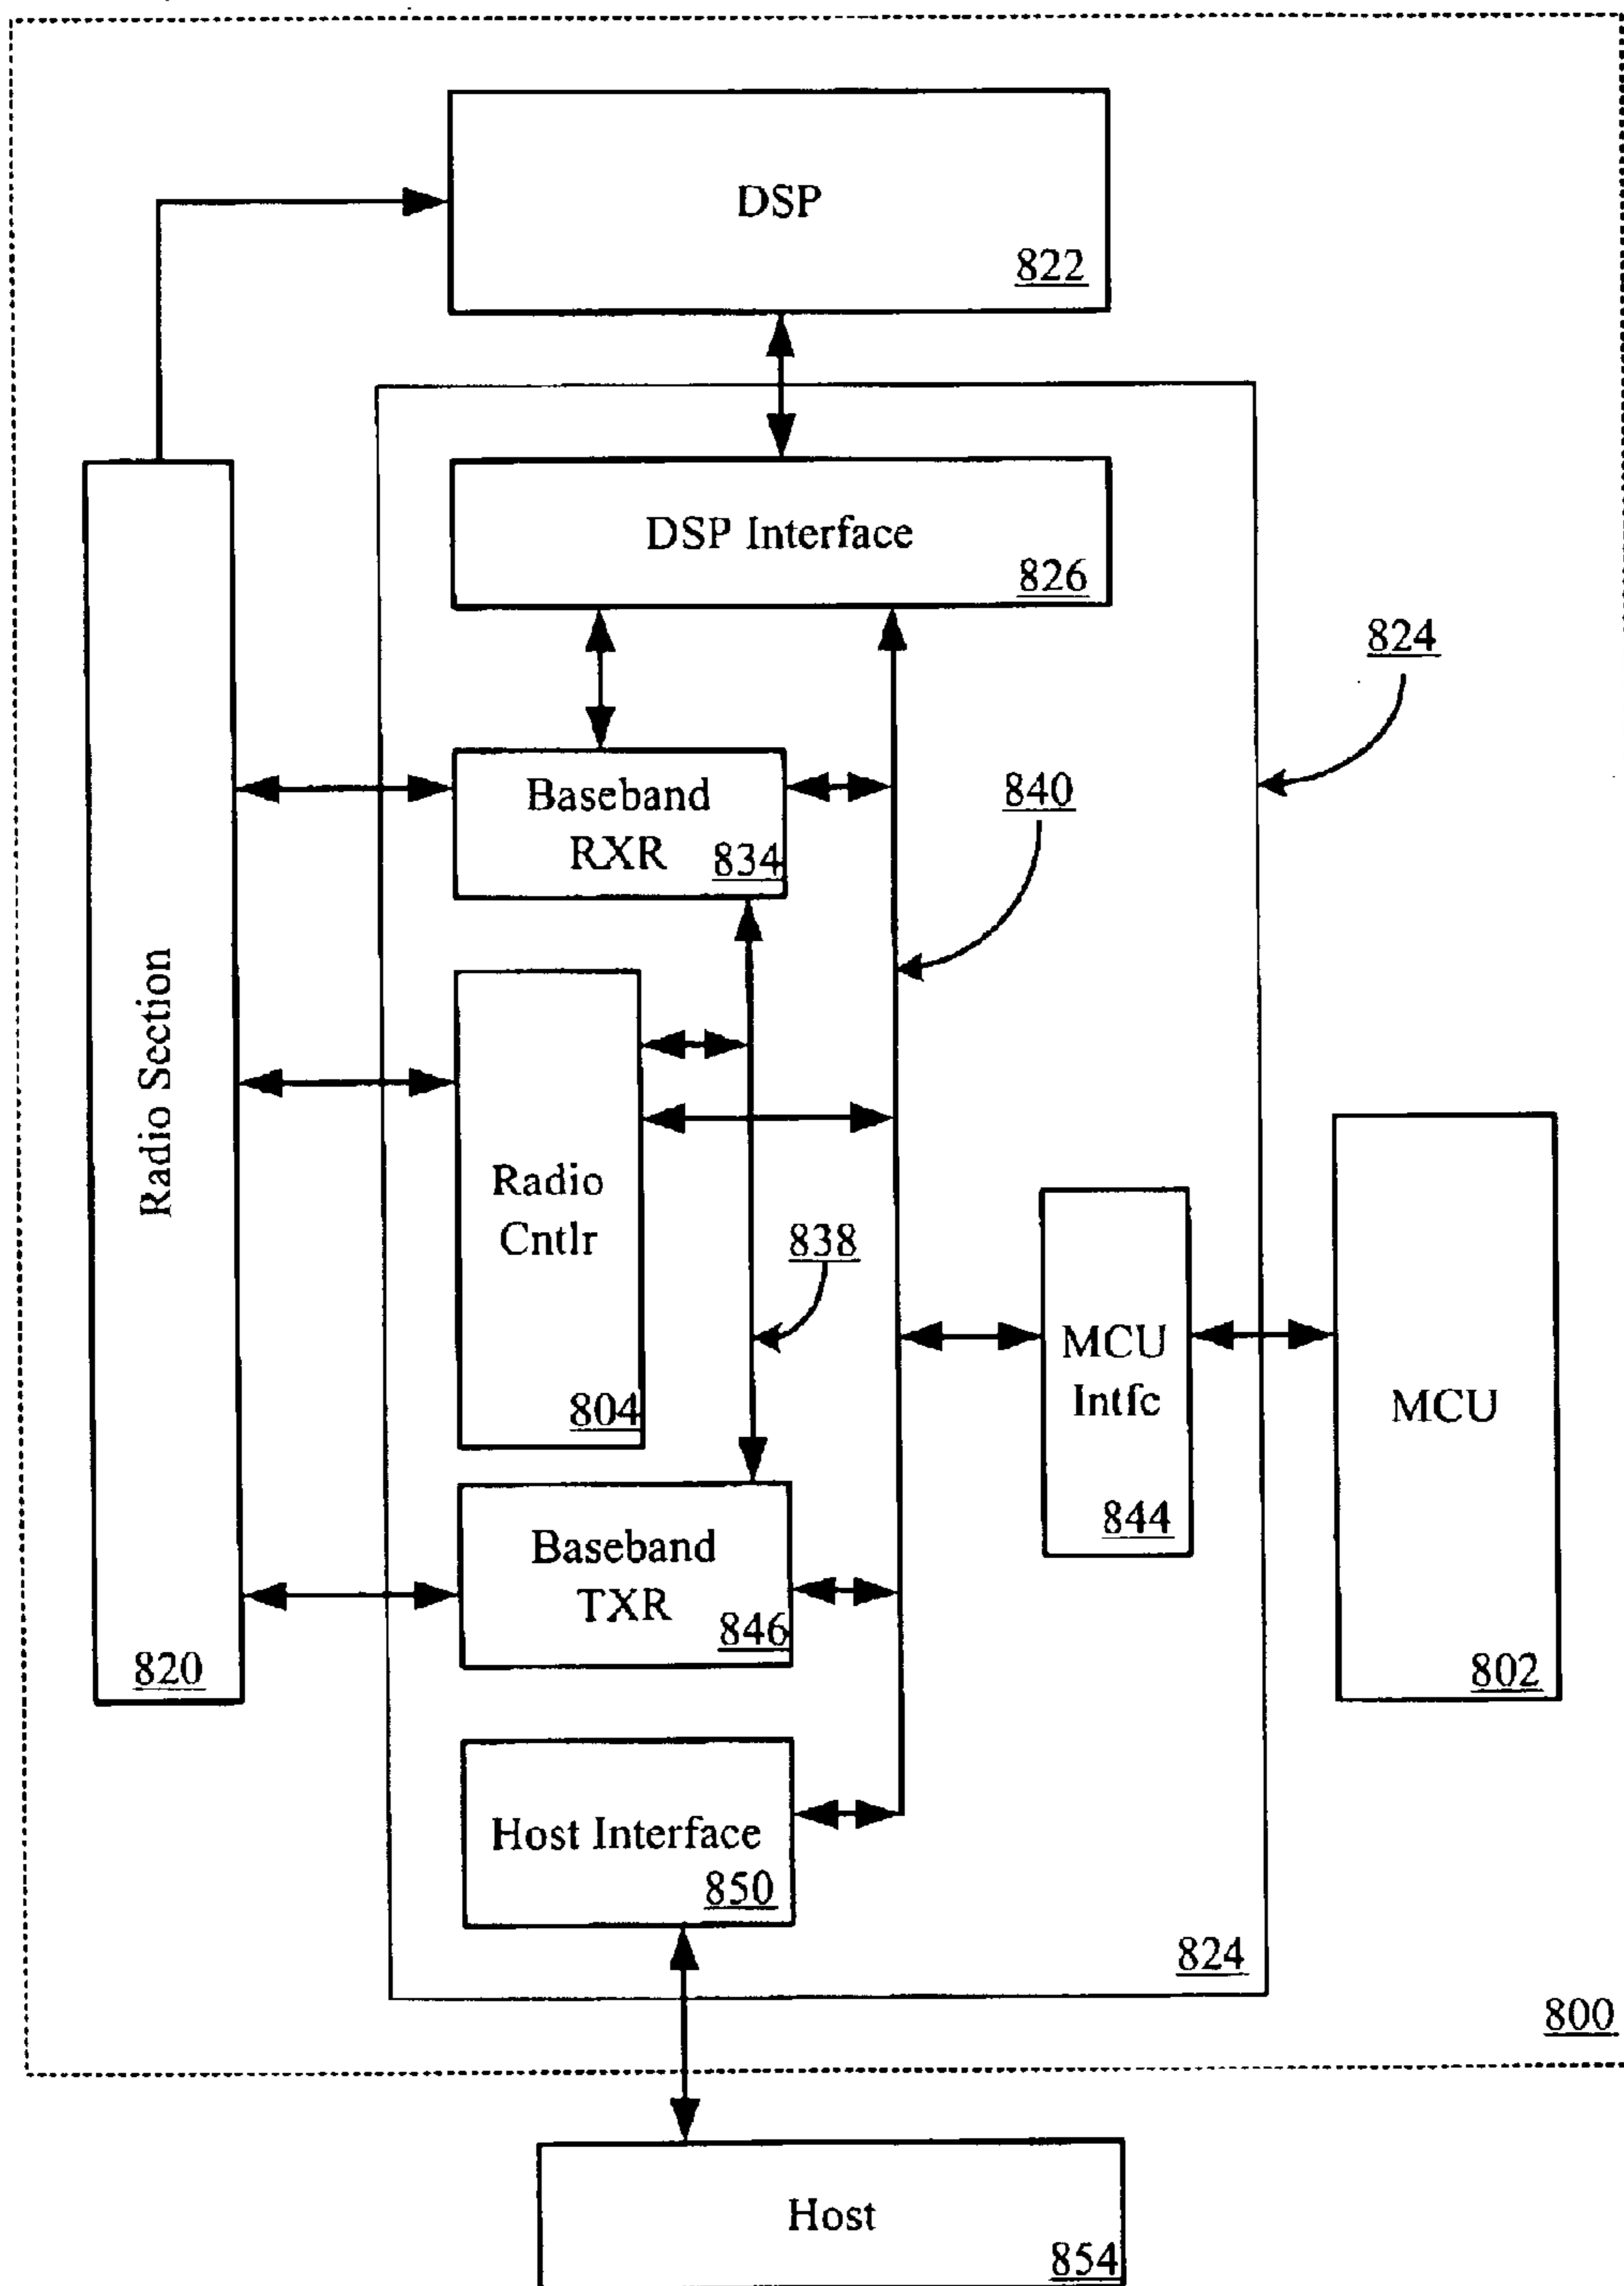 DSP
822
DSP Interface
826
824
Baseband
RXR
834
840
Radio Section
820
Radio
Cntlr
804
838
MCU
Intfc
844
MCU
802
Baseband
TXR
846
Host Interface
850
824
800
Host
854